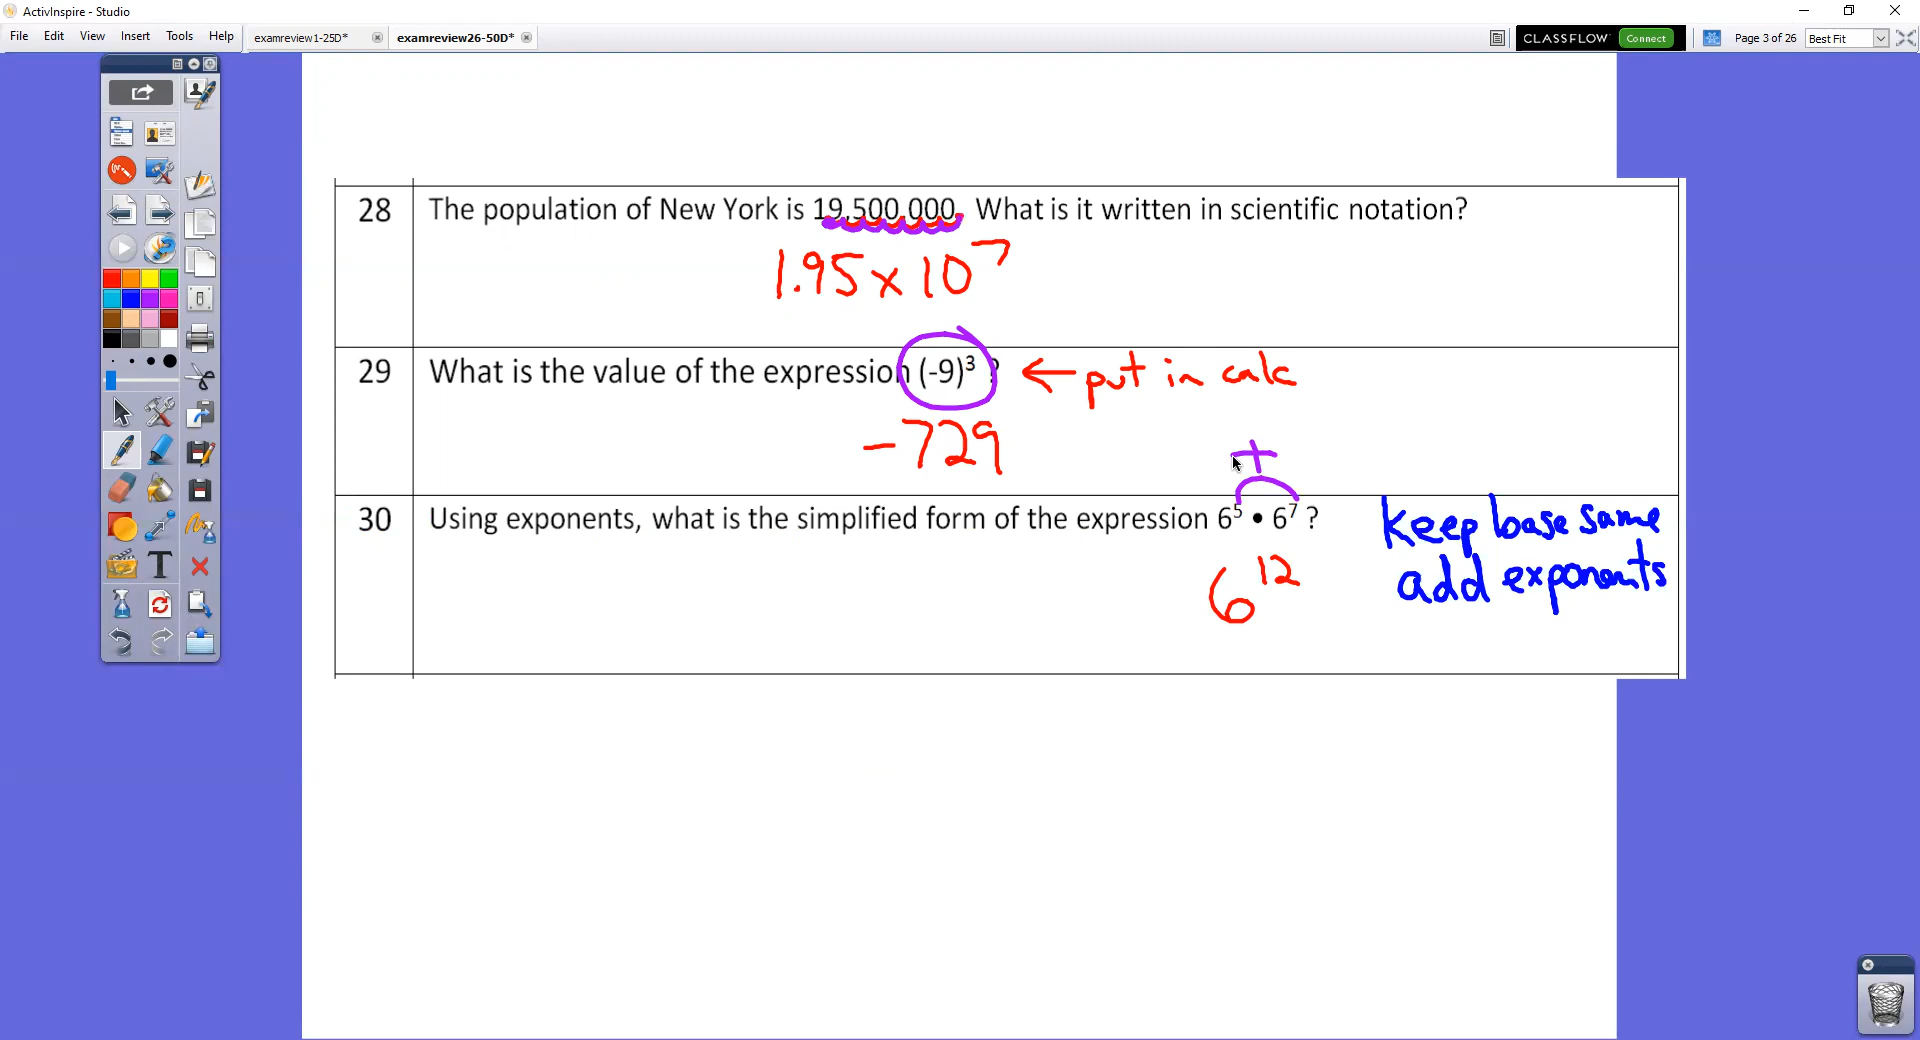 ActivInspire - Studio
File Edit View Insert Tools Help
examreview1-25D*
examreview26-50D*
CLASSFLOW Connect
Page 3 of 26
Best Fit
28 The population of New York is 19,500,000. What is it written in scientific notation?
1.95 x 10⁷
29 What is the value of the expression (-9)³ ? ← put in calc
-729
+
30 Using exponents, what is the simplified form of the expression 6⁵ • 6⁷ ?
keep base same
add exponents
6¹²